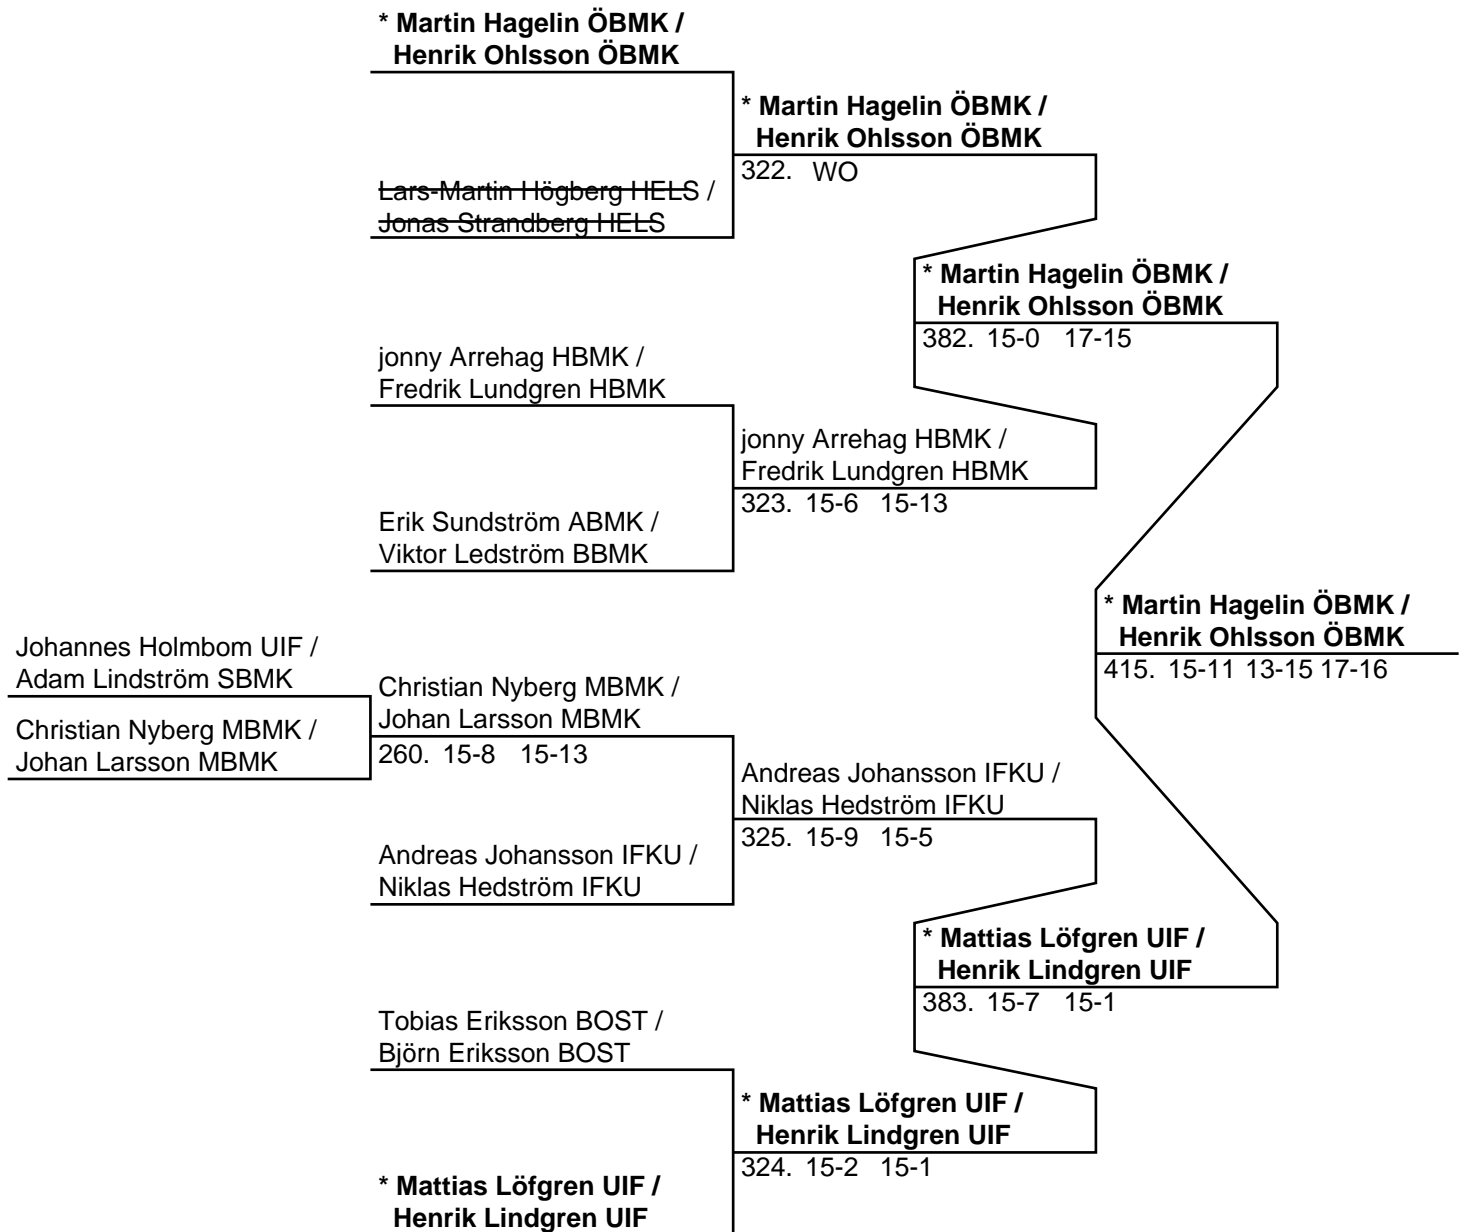 * Martin Hagelin ÖBMK /
Henrik Ohlsson ÖBMK
* Martin Hagelin ÖBMK /
Henrik Ohlsson ÖBMK
322. WO
Lars-Martin Högberg HELS /
Jonas Strandberg HELS
* Martin Hagelin ÖBMK /
Henrik Ohlsson ÖBMK
382. 15-0 17-15
jonny Arrehag HBMK /
Fredrik Lundgren HBMK
jonny Arrehag HBMK /
Fredrik Lundgren HBMK
323. 15-6 15-13
Erik Sundström ABMK /
Viktor Ledström BBMK
* Martin Hagelin ÖBMK /
Henrik Ohlsson ÖBMK
415. 15-11 13-15 17-16
Johannes Holmbom UIF /
Adam Lindström SBMK
Christian Nyberg MBMK /
Johan Larsson MBMK
260. 15-8 15-13
Christian Nyberg MBMK /
Johan Larsson MBMK
Andreas Johansson IFKU /
Niklas Hedström IFKU
325. 15-9 15-5
Andreas Johansson IFKU /
Niklas Hedström IFKU
* Mattias Löfgren UIF /
Henrik Lindgren UIF
383. 15-7 15-1
Tobias Eriksson BOST /
Björn Eriksson BOST
* Mattias Löfgren UIF /
Henrik Lindgren UIF
324. 15-2 15-1
* Mattias Löfgren UIF /
Henrik Lindgren UIF